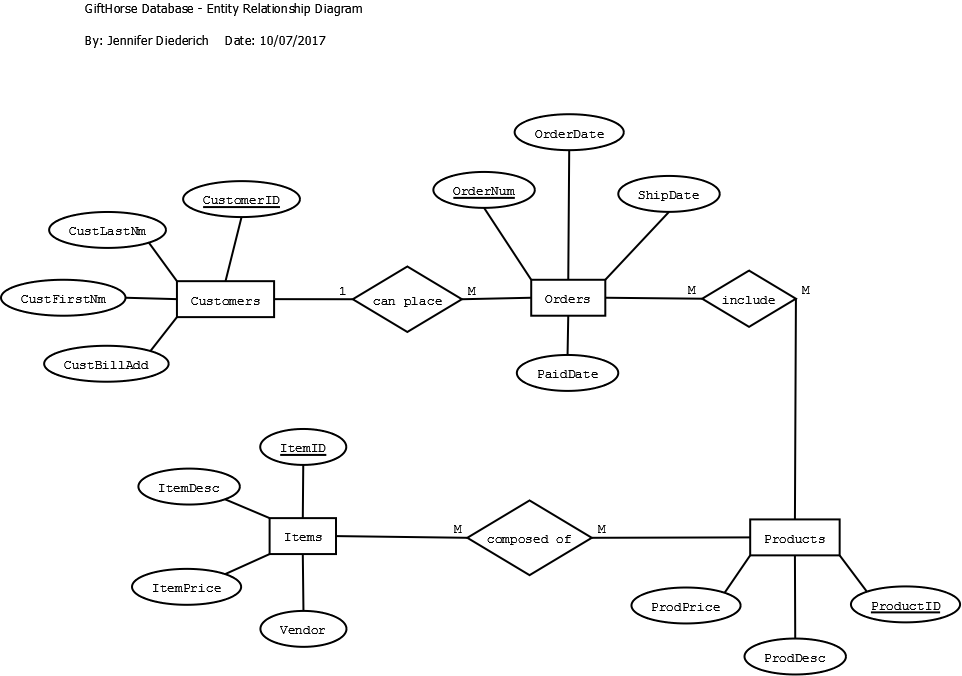 GiftHorse Database - Entity Relationship Diagram
By: Jennifer Diederich Date: 10/07/2017
OrderDate
OrderNum
ShipDate
CustomerID
CustLastNm
CustFirstNm
Customers
1
can place
M
Orders
M
include
M
CustBillAdd
PaidDate
ItemID
ItemDesc
Items
M
composed of
M
Products
ItemPrice
Vendor
ProdPrice
ProductID
ProdDesc